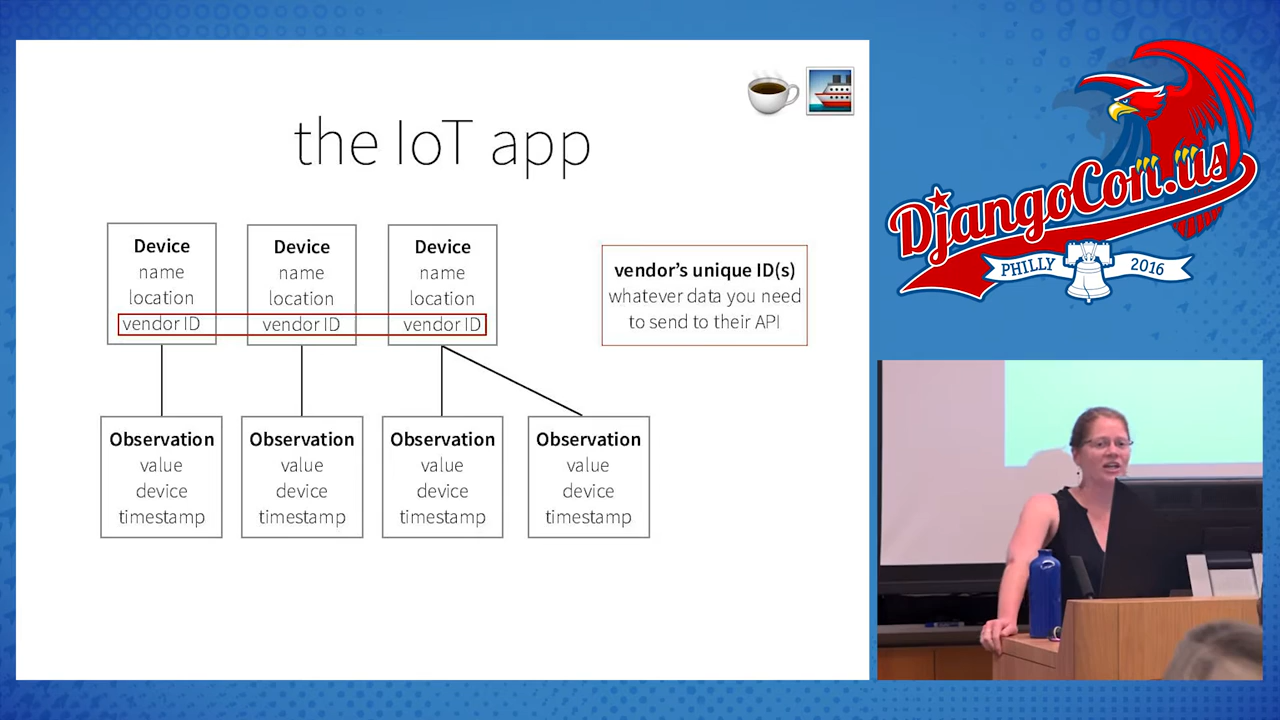 the IoT app
Device
name
location
vendor ID
Device
name
location
vendor ID
Device
name
location
vendor ID
vendor's unique ID(s)
whatever data you need
to send to their API
Observation
value
device
timestamp
Observation
value
device
timestamp
Observation
value
device
timestamp
Observation
value
device
timestamp
DjangoCon.us
PHILLY 2016